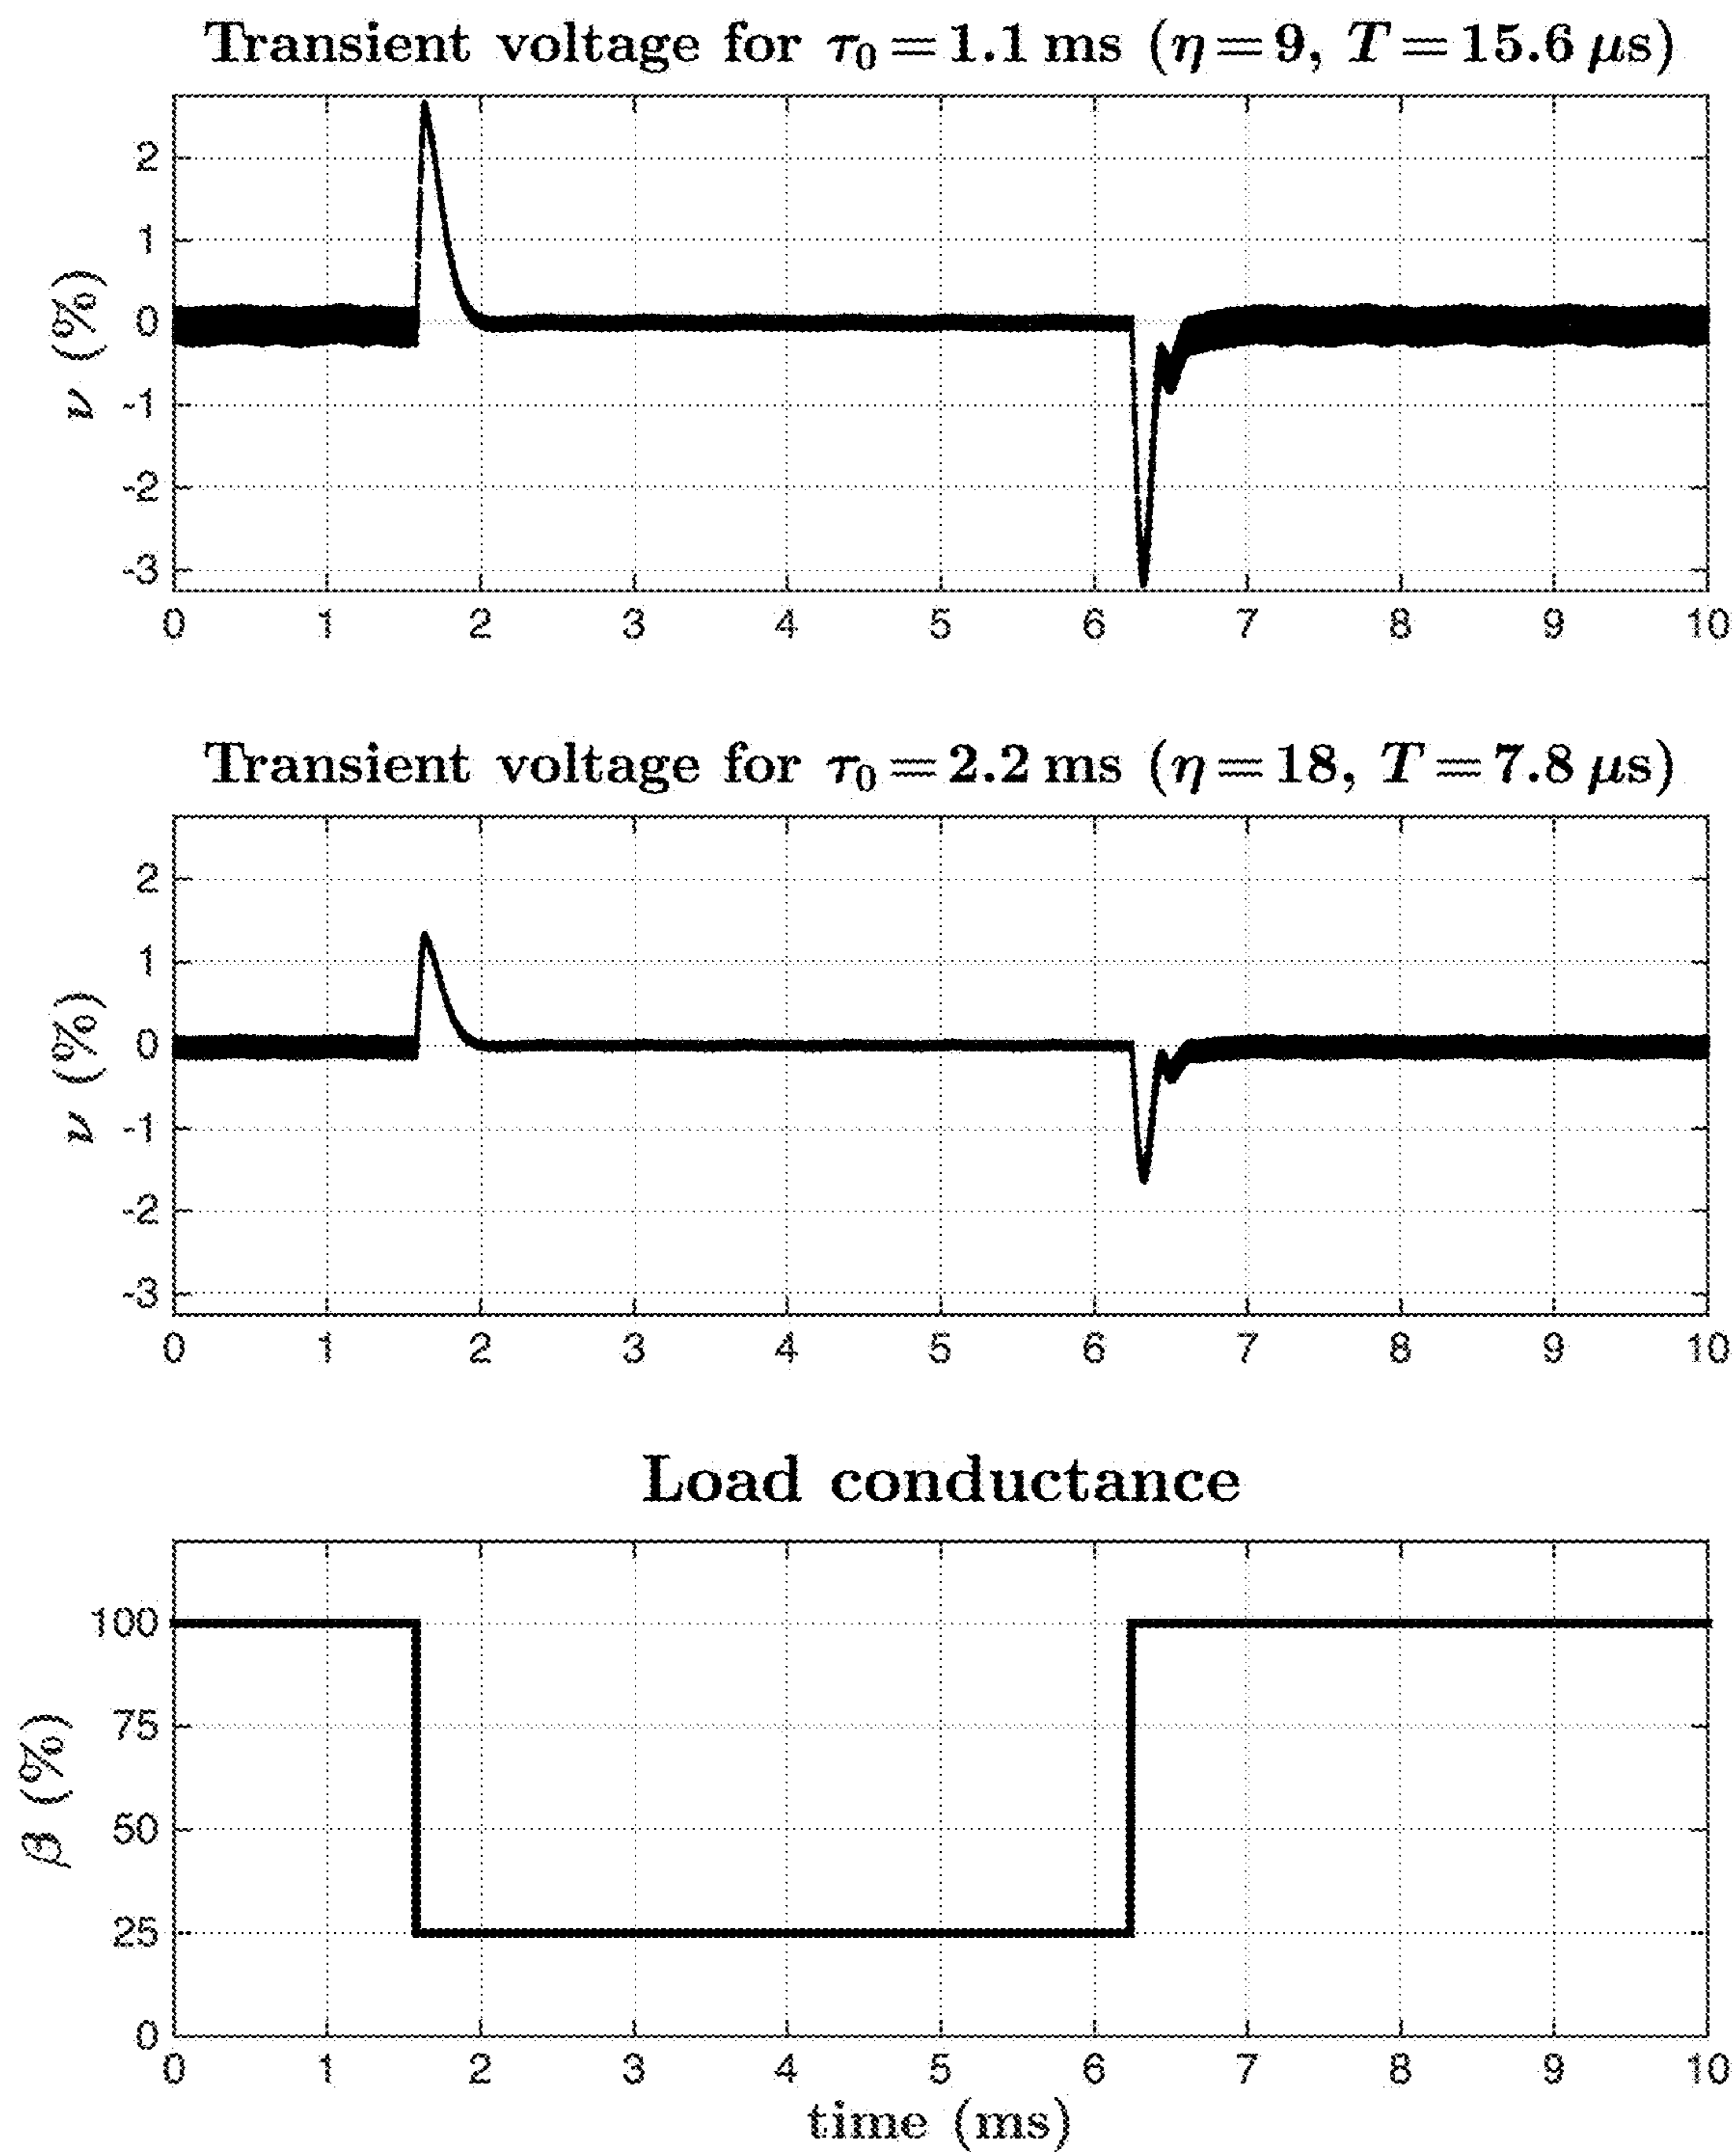 Transient voltage for τ₀ = 1.1 ms (η = 9, T = 15.6 μs)
ν (%)
2
1
0
-1
-2
-3
0 1 2 3 4 5 6 7 8 9 10
Transient voltage for τ₀ = 2.2 ms (η = 18, T = 7.8 μs)
ν (%)
2
1
0
-1
-2
-3
0 1 2 3 4 5 6 7 8 9 10
Load conductance
β (%)
100
75
50
25
0
0 1 2 3 4 5 6 7 8 9 10
time (ms)